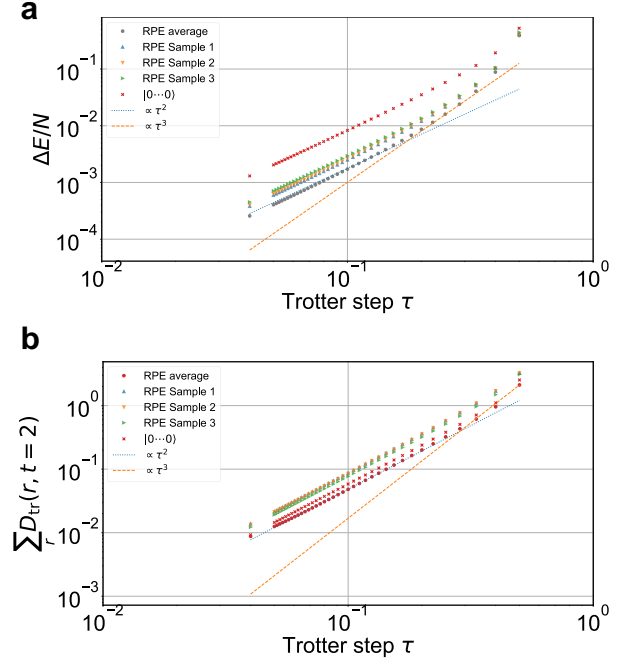 a
RPE average
RPE Sample 1
RPE Sample 2
RPE Sample 3
|0⋯0⟩
∝ τ²
∝ τ³
10⁻¹
10⁻²
10⁻³
10⁻⁴
ΔE/N
10⁻² 10⁻¹ 10⁰
Trotter step τ
b
RPE average
RPE Sample 1
RPE Sample 2
RPE Sample 3
|0⋯0⟩
∝ τ²
∝ τ³
10⁰
10⁻¹
10⁻²
10⁻³
∑ᵣ Dₜᵣ(r, t = 2)
10⁻² 10⁻¹ 10⁰
Trotter step τ